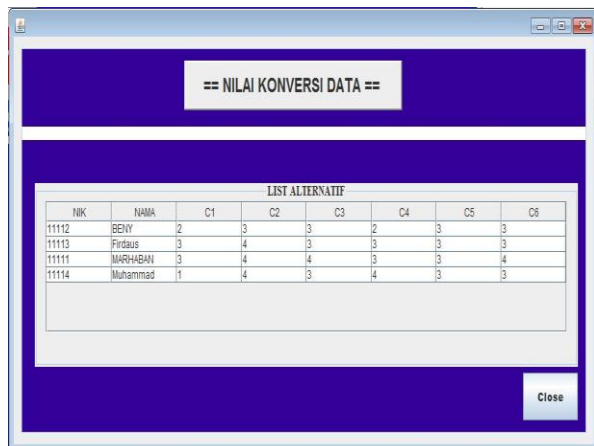 == NILAI KONVERSI DATA ==
LIST ALTERNATIF
NIK NAMA C1 C2 C3 C4 C5 C6
11112 BENY 2 3 3 2 3 3
11113 Firdaus 3 4 3 3 3 3
11111 MARHABAN 3 4 4 3 3 4
11114 Muhammad 1 4 3 4 3 3
Close